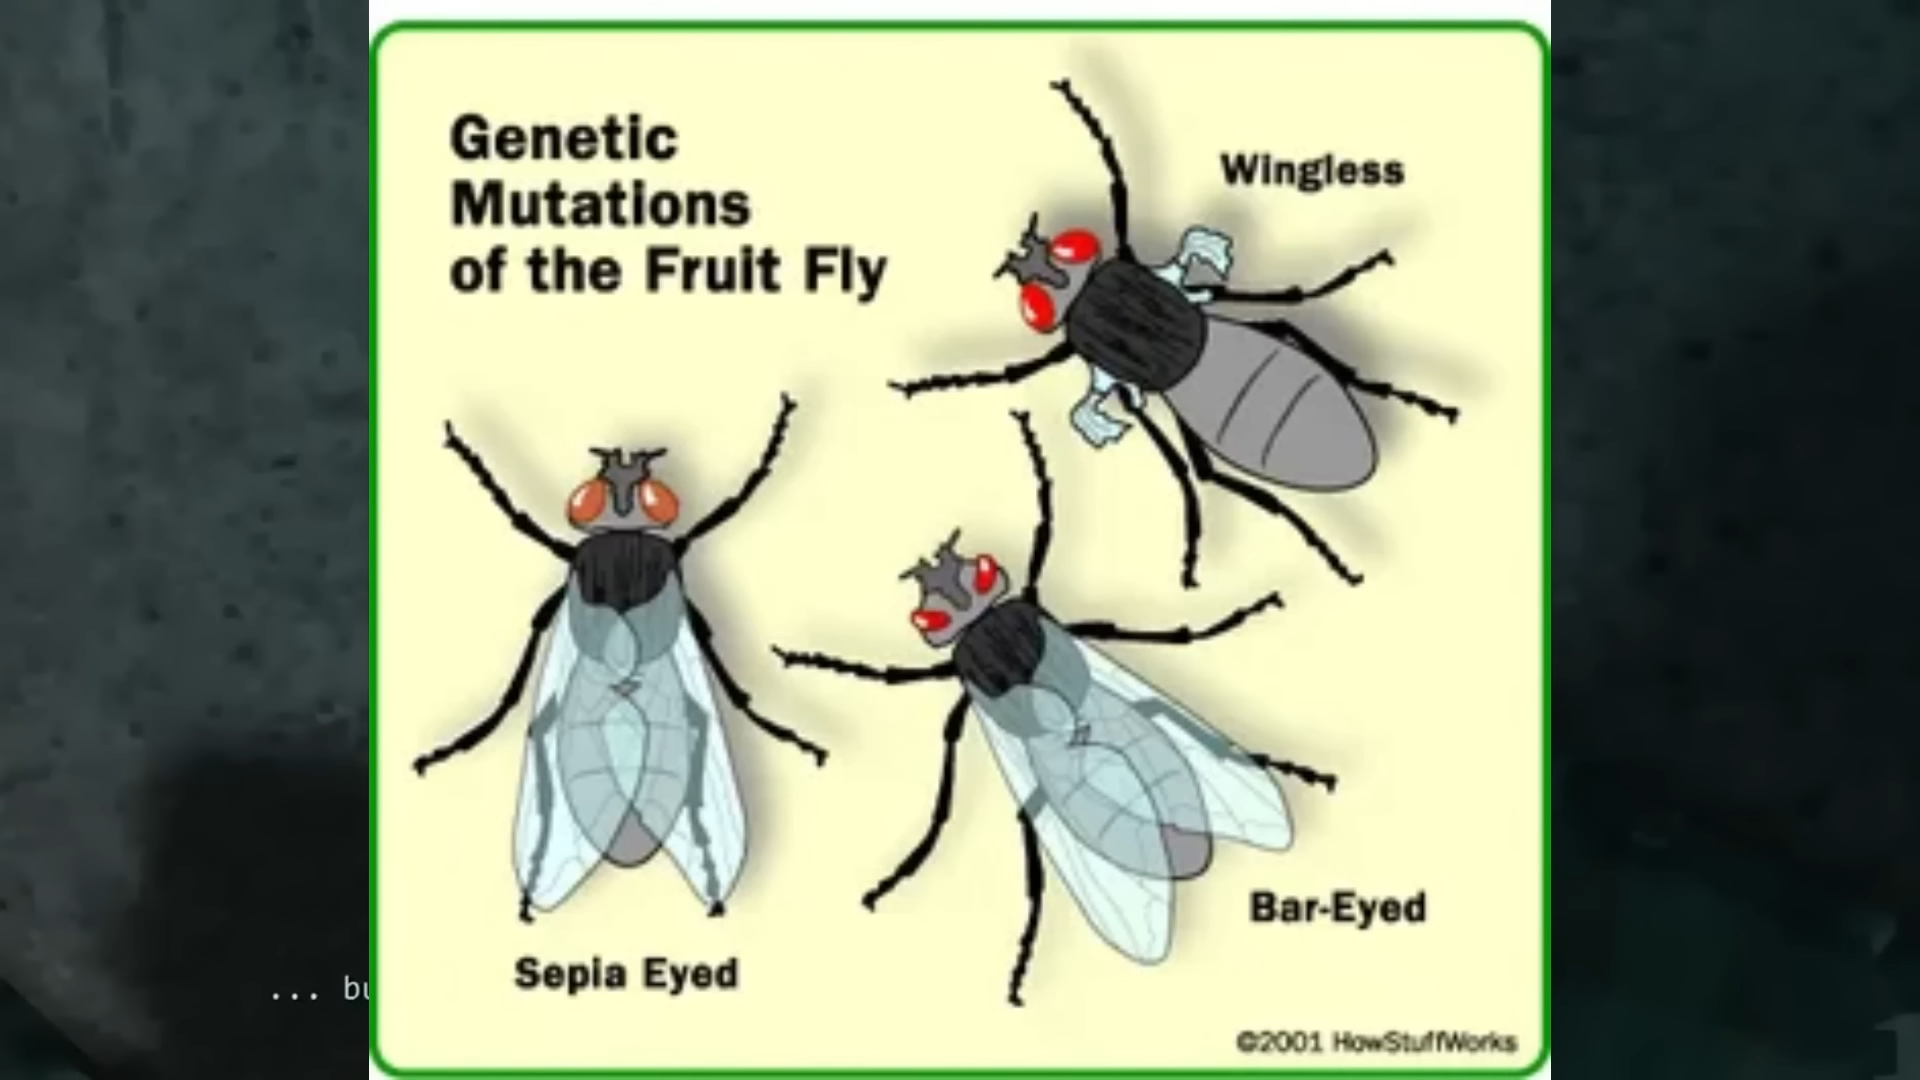 Genetic
Mutations
of the Fruit Fly
Wingless
Sepia Eyed
Bar-Eyed
...
©2001 HowStuffWorks